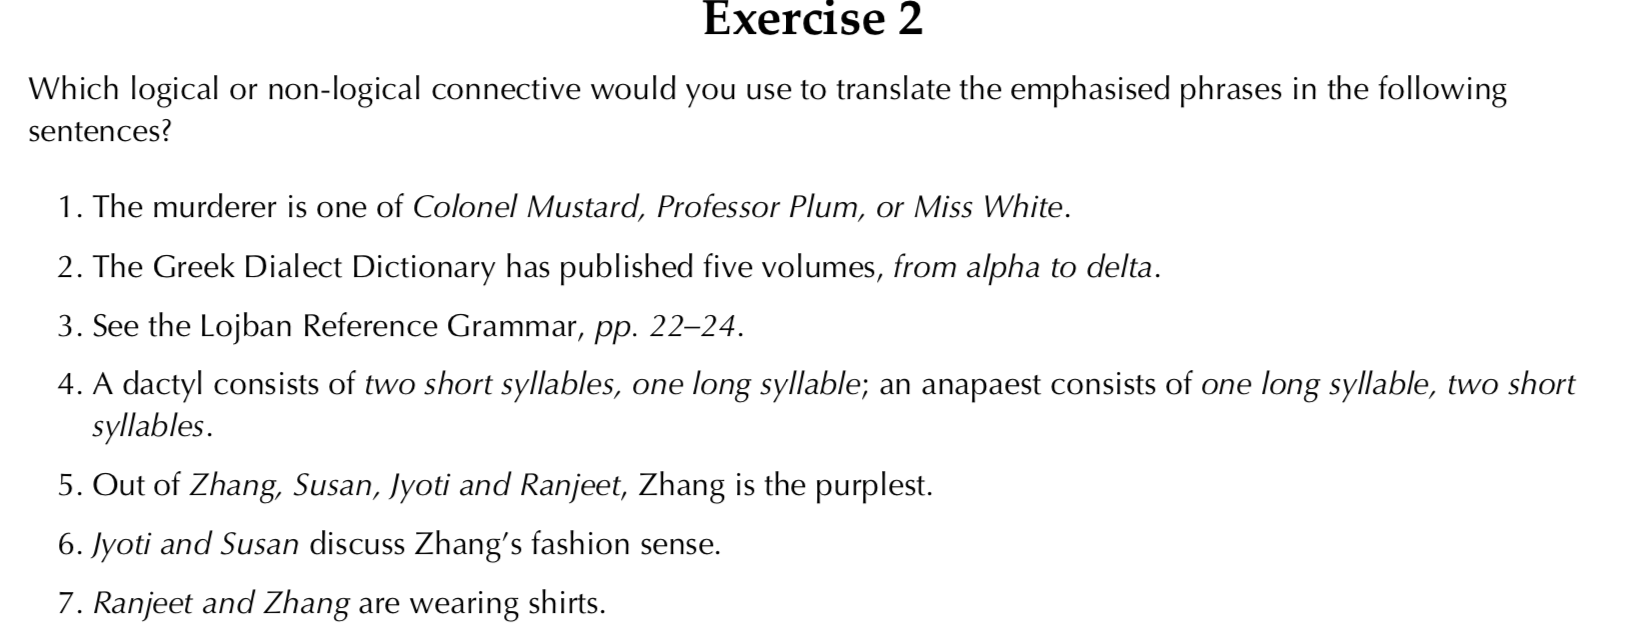 Exercise 2
Which logical or non-logical connective would you use to translate the emphasised phrases in the following
sentences?
1. The murderer is one of Colonel Mustard, Professor Plum, or Miss White.
2. The Greek Dialect Dictionary has published five volumes, from alpha to delta.
3. See the Lojban Reference Grammar, pp. 22–24.
4. A dactyl consists of two short syllables, one long syllable; an anapaest consists of one long syllable, two short
syllables.
5. Out of Zhang, Susan, Jyoti and Ranjeet, Zhang is the purplest.
6. Jyoti and Susan discuss Zhang’s fashion sense.
7. Ranjeet and Zhang are wearing shirts.